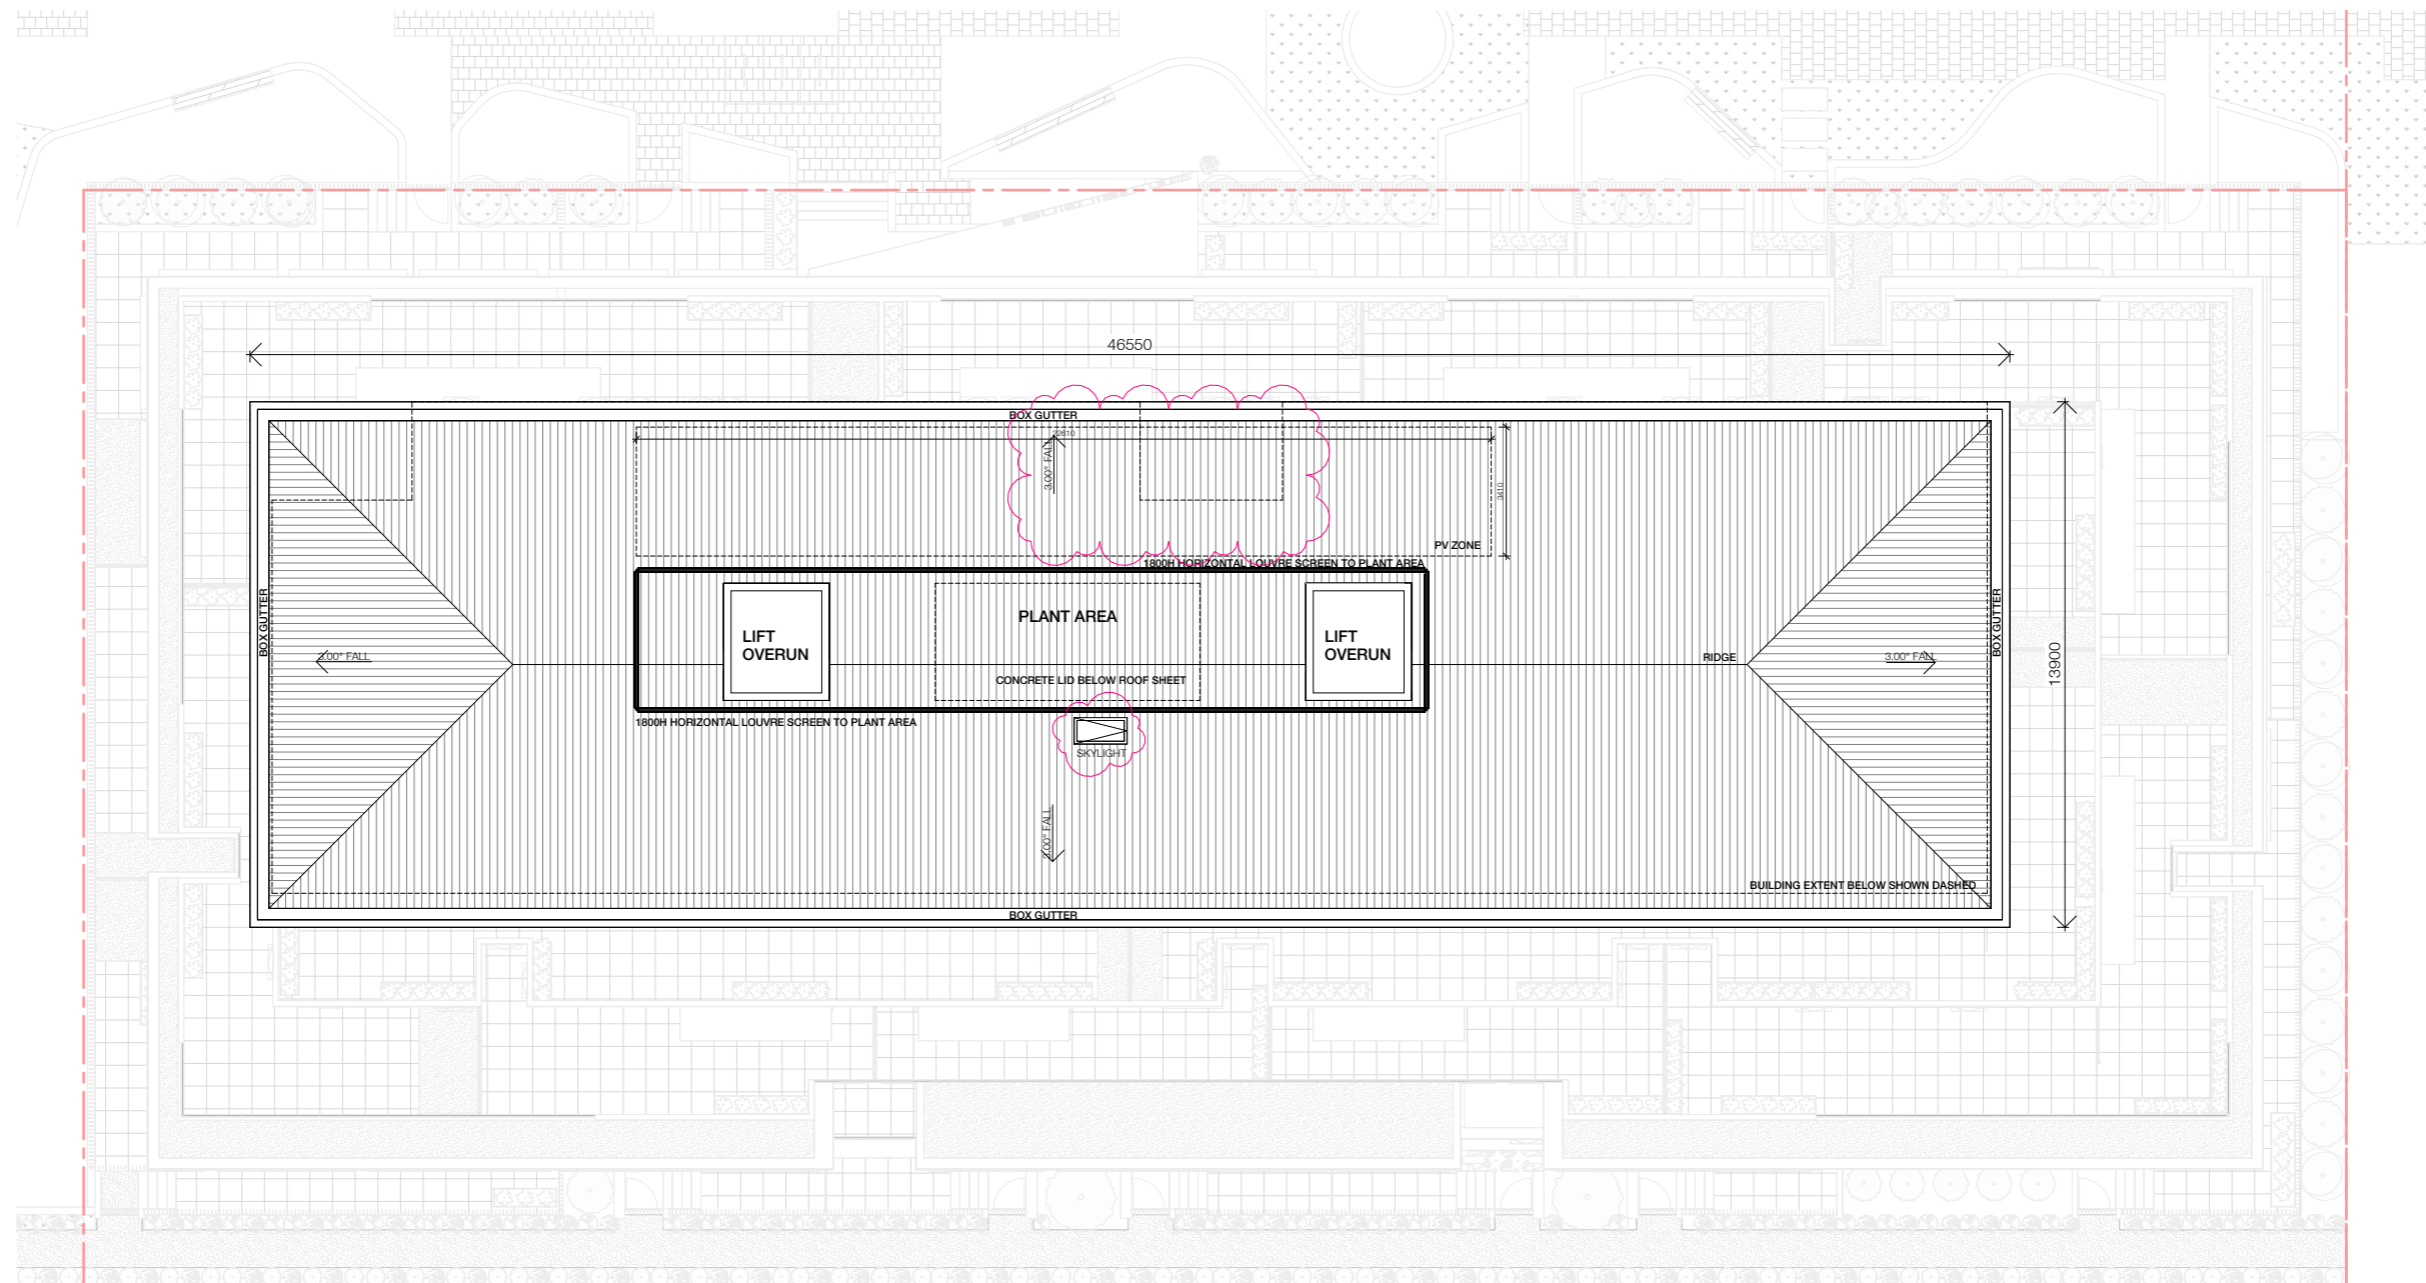 46550
BOX GUTTER
22610
3.00° FALL
3410
PV ZONE
1800H HORIZONTAL LOUVRE SCREEN TO PLANT AREA
PLANT AREA
LIFT
OVERUN
LIFT
OVERUN
BOX GUTTER
3.00° FALL
RIDGE
3.00° FALL
BOX GUTTER
13900
CONCRETE LID BELOW ROOF SHEET
1800H HORIZONTAL LOUVRE SCREEN TO PLANT AREA
SKYLIGHT
3.00° FALL
BUILDING EXTENT BELOW SHOWN DASHED
BOX GUTTER